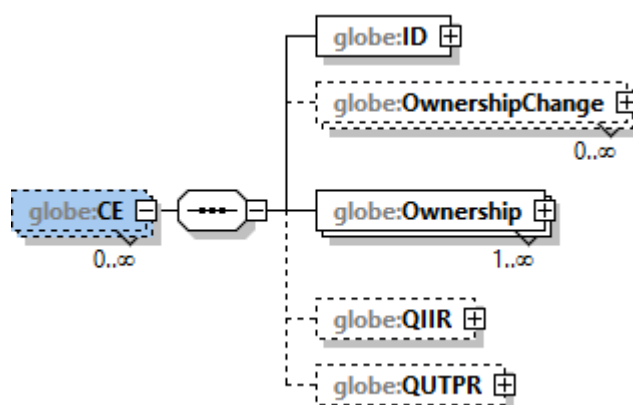 globe:ID
globe:OwnershipChange
0..∞
globe:CE
0..∞
globe:Ownership
1..∞
globe:QIIR
globe:QUTPR